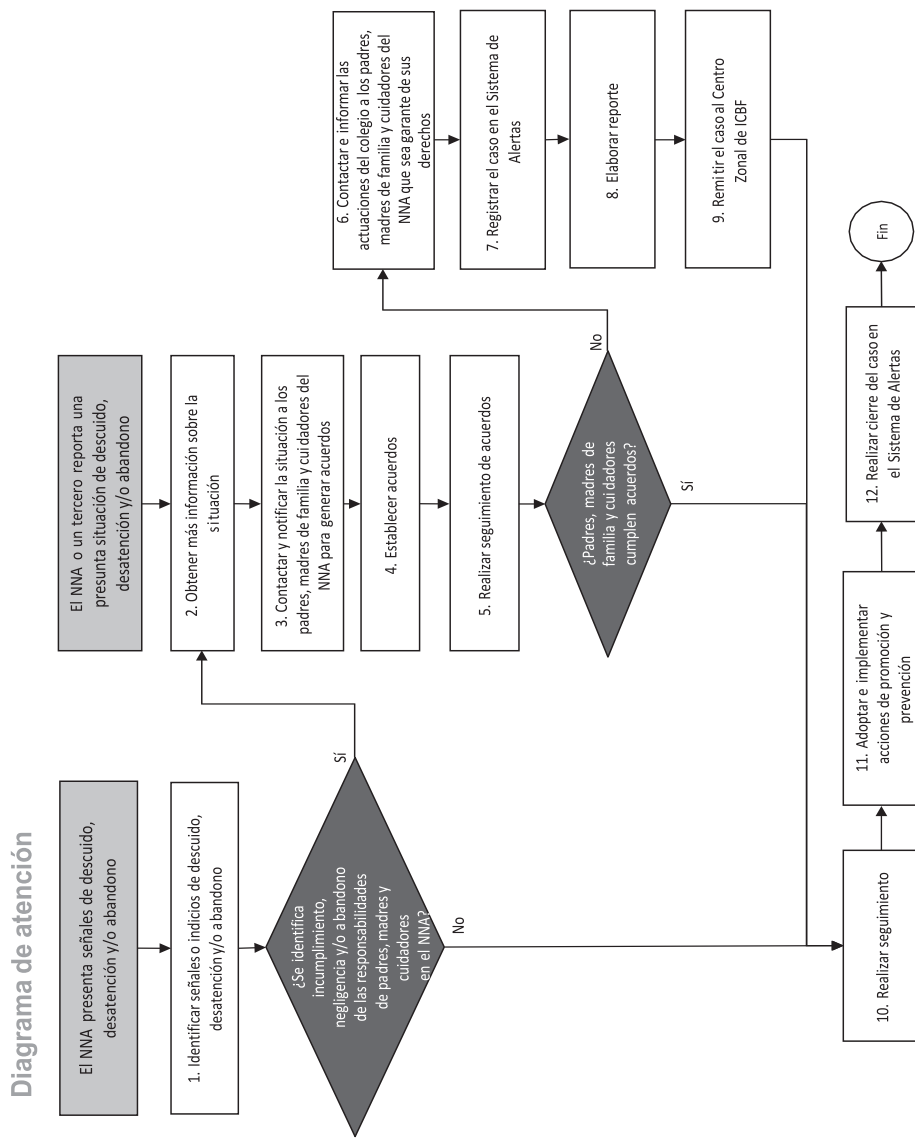 Diagrama de atención
El NNA presenta señales de descuido,
desatención y/o abandono
1. Identificar señales o indicios de descuido,
desatención y/o abandono
¿Se identifica
incumplimiento,
negligencia y/o abandono
de las responsabilidades
de padres, madres y
cuidadores
en el NNA?
Sí
No
El NNA o un tercero reporta una
presunta situación de descuido,
desatención y/o abandono
2. Obtener más información sobre la
situación
3. Contactar y notificar la situación a los
padres, madres de familia y cuidadores del
NNA para generar acuerdos
4. Establecer acuerdos
5. Realizar seguimiento de acuerdos
¿Padres, madres de
familia y cuidadores
cumplen acuerdos?
No
Sí
6. Contactar e informar las
actuaciones del colegio a los padres,
madres de familia y cuidadores del
NNA que sea garante de sus
derechos
7. Registrar el caso en el Sistema de
Alertas
8. Elaborar reporte
9. Remitir el caso al Centro
Zonal de ICBF
10. Realizar seguimiento
11. Adoptar e implementar
acciones de promoción y
prevención
12. Realizar cierre del caso en
el Sistema de Alertas
Fin